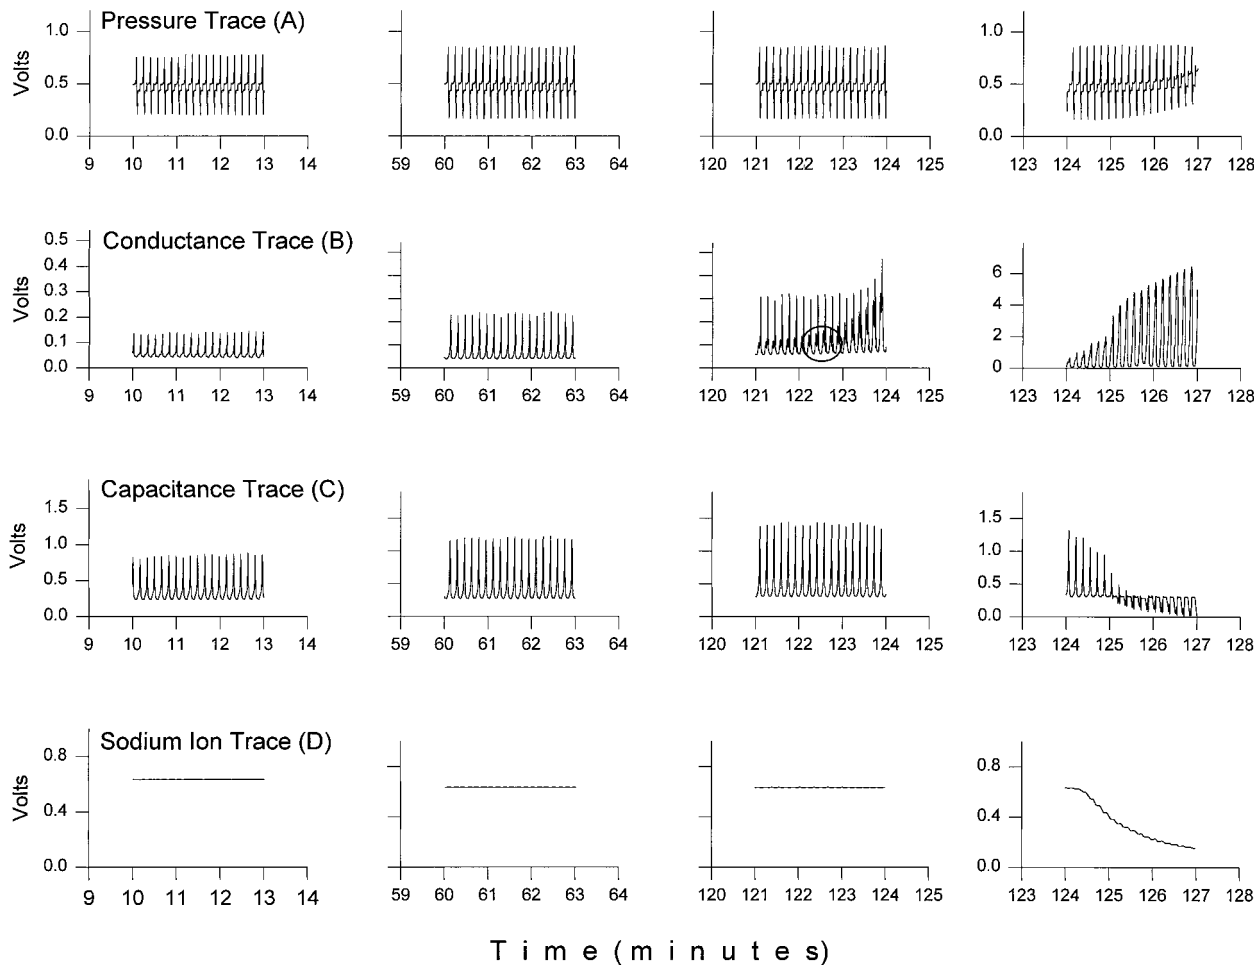 Pressure Trace (A)
Volts
1.0
0.5
0.0
9 10 11 12 13 14
59 60 61 62 63 64
120 121 122 123 124 125
1.0
0.5
0.0
123 124 125 126 127 128
Conductance Trace (B)
Volts
0.5
0.4
0.3
0.2
0.1
0.0
9 10 11 12 13 14
59 60 61 62 63 64
120 121 122 123 124 125
6
4
2
0
123 124 125 126 127 128
Capacitance Trace (C)
Volts
1.5
1.0
0.5
0.0
9 10 11 12 13 14
59 60 61 62 63 64
120 121 122 123 124 125
1.5
1.0
0.5
0.0
123 124 125 126 127 128
Sodium Ion Trace (D)
Volts
0.8
0.4
0.0
9 10 11 12 13 14
59 60 61 62 63 64
120 121 122 123 124 125
0.8
0.4
0.0
123 124 125 126 127 128
Time (minutes)